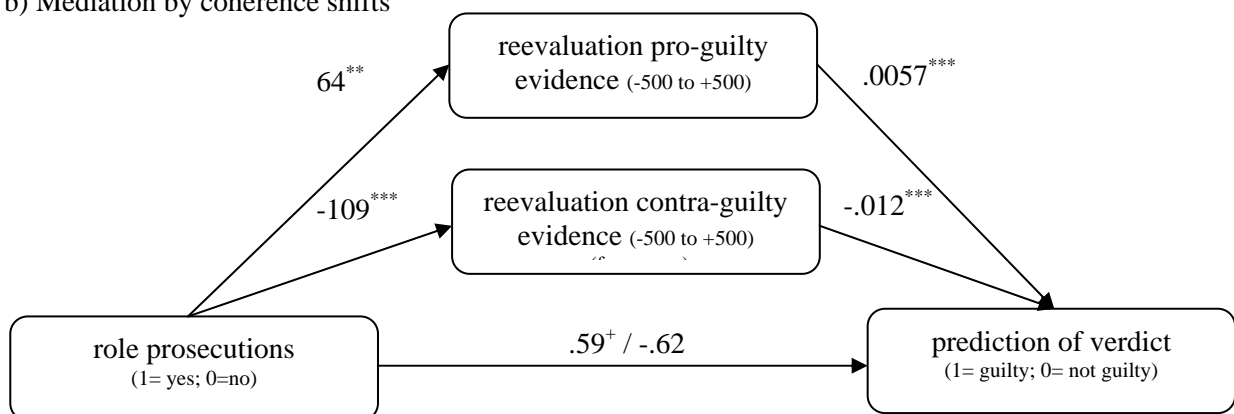 b) Mediation by coherence shifts
reevaluation pro-guilty
evidence (-500 to +500)
64**
.0057***
reevaluation contra-guilty
evidence (-500 to +500)
-109***
-.012***
role prosecutions
(1= yes; 0=no)
.59+ / -.62
prediction of verdict
(1= guilty; 0= not guilty)